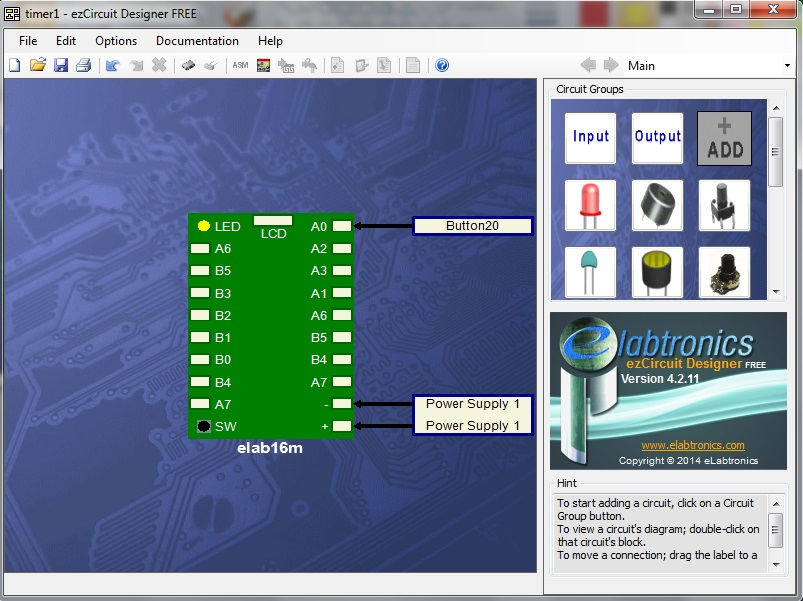 timer1 - ezCircuit Designer FREE
File Edit Options Documentation Help
ASM
Main
Circuit Groups
Input Output + ADD
LED LCD A0
A6 A2
B5 A3
B3 A1
B2 A6
B1 B5
B0 B4
B4 A7
A7 -
SW +
elab16m
Button20
Power Supply 1
Power Supply 1
elabtronics
ezCircuit Designer FREE
Version 4.2.11
www.elabtronics.com
Copyright © 2014 eLabtronics
Hint
To start adding a circuit, click on a Circuit
Group button.
To view a circuit's diagram; double-click on
that circuit's block.
To move a connection; drag the label to a